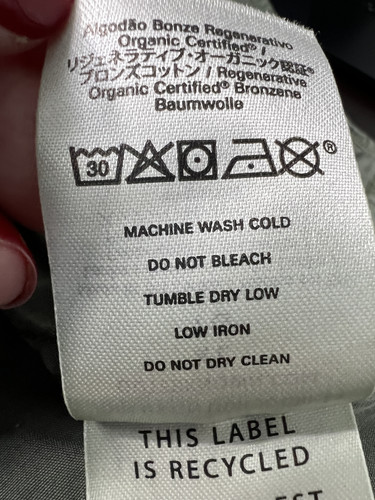 Algodão Bonze Regenerativo
Organic Certified® /
リジェネラティブ・オーガニック認証®
ブロンズコットン / Regenerative
Organic Certified® Bronzene
Baumwolle
30
®
MACHINE WASH COLD
DO NOT BLEACH
TUMBLE DRY LOW
LOW IRON
DO NOT DRY CLEAN
THIS LABEL
IS RECYCLED